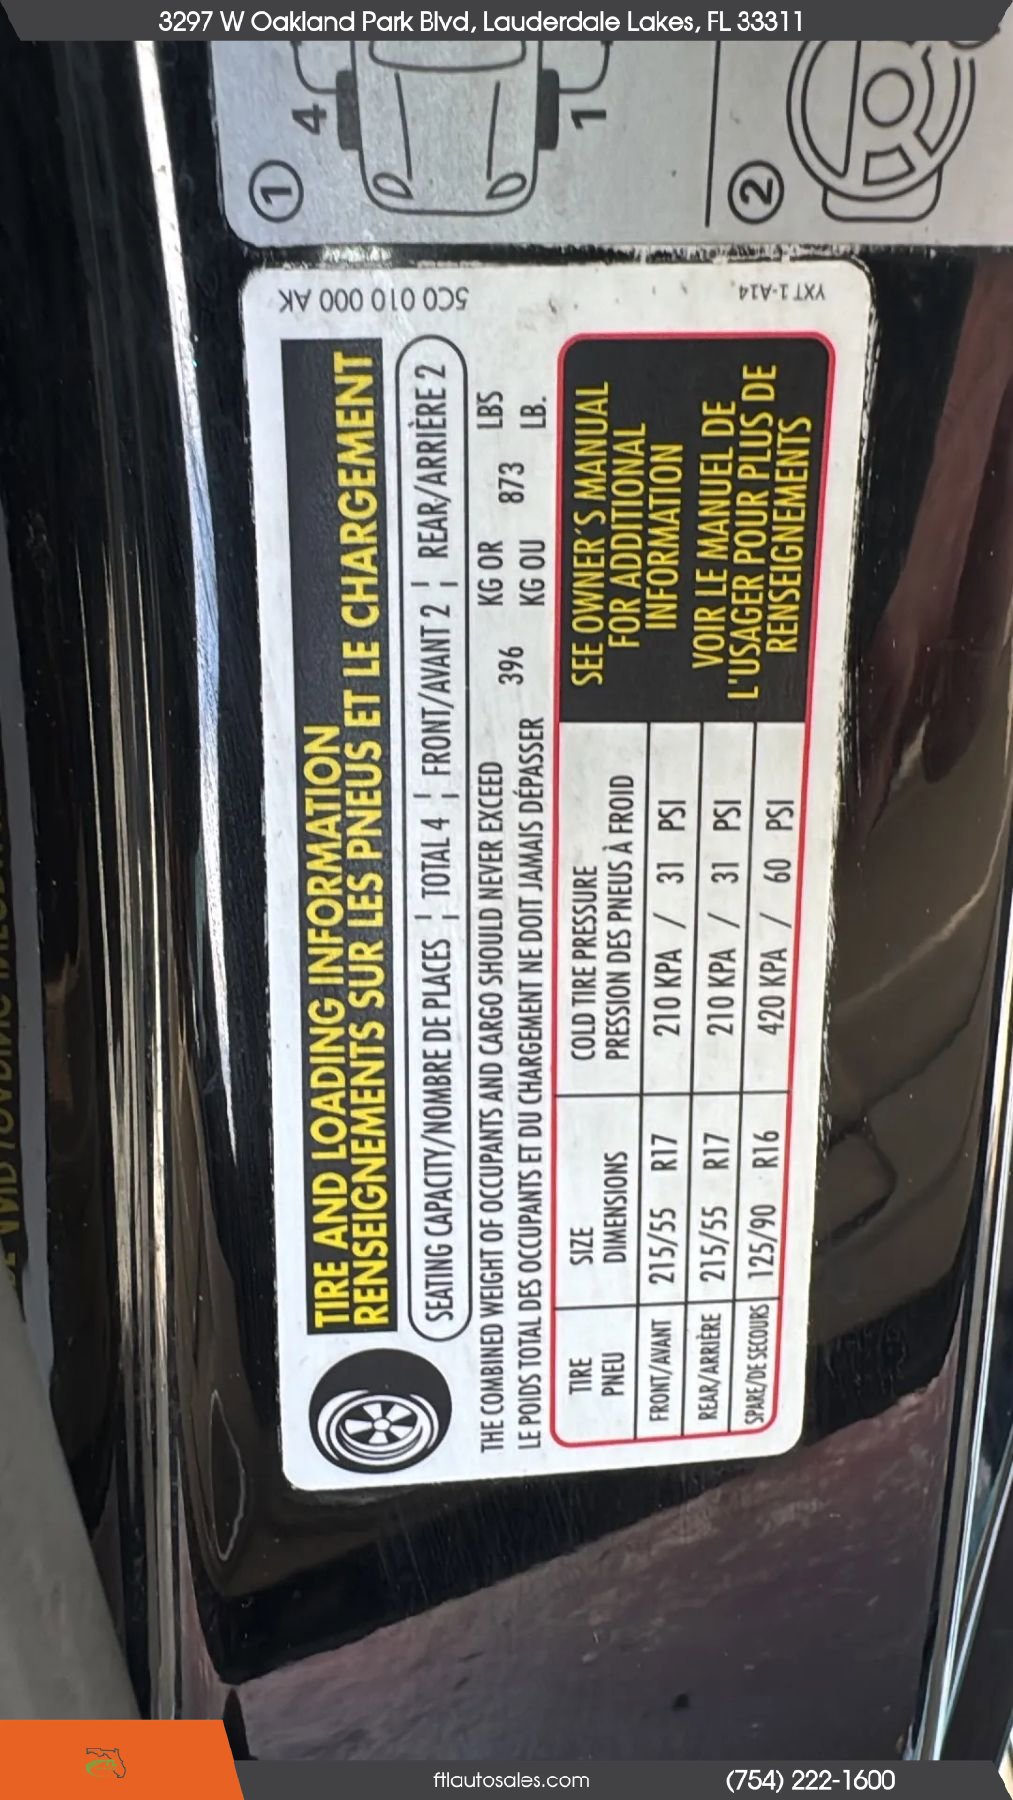 3297 W Oakland Park Blvd, Lauderdale Lakes, FL 33311
1
4
1
2
5C0 010 000 AK
YXT 1-A14
TIRE AND LOADING INFORMATION
RENSEIGNEMENTS SUR LES PNEUS ET LE CHARGEMENT
SEATING CAPACITY/NOMBRE DE PLACES ¦ TOTAL 4 ¦ FRONT/AVANT 2 ¦ REAR/ARRIÈRE 2
THE COMBINED WEIGHT OF OCCUPANTS AND CARGO SHOULD NEVER EXCEED 396 KG OR 873 LBS
LE POIDS TOTAL DES OCCUPANTS ET DU CHARGEMENT NE DOIT JAMAIS DÉPASSER KG OU LB.
TIRE SIZE COLD TIRE PRESSURE
PNEU DIMENSIONS PRESSION DES PNEUS À FROID
FRONT/AVANT 215/55 R17 210 KPA / 31 PSI
REAR/ARRIÈRE 215/55 R17 210 KPA / 31 PSI
SPARE/DE SECOURS 125/90 R16 420 KPA / 60 PSI
SEE OWNER'S MANUAL
FOR ADDITIONAL
INFORMATION
VOIR LE MANUEL DE
L'USAGER POUR PLUS DE
RENSEIGNEMENTS
ftlautosales.com
(754) 222-1600